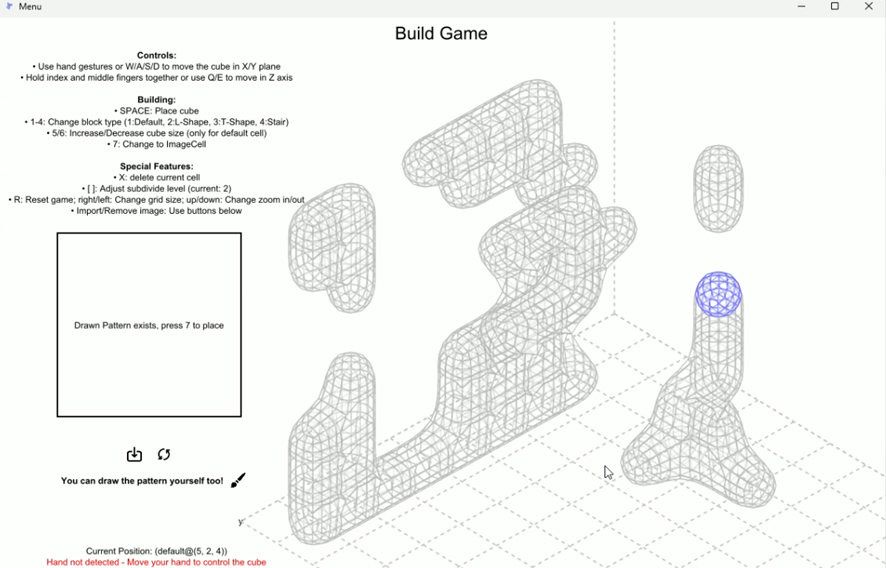 Menu
Build Game
Controls:
• Use hand gestures or W/A/S/D to move the cube in X/Y plane
• Hold index and middle fingers together or use Q/E to move in Z axis
Building:
• SPACE: Place cube
• 1-4: Change block type (1:Default, 2:L-Shape, 3:T-Shape, 4:Stair)
• 5/6: Increase/Decrease cube size (only for default cell)
• 7: Change to ImageCell
Special Features:
• X: delete current cell
• [ ]: Adjust subdivide level (current: 2)
• R: Reset game; right/left: Change grid size; up/down: Change zoom in/out
• Import/Remove image: Use buttons below
Drawn Pattern exists, press 7 to place
You can draw the pattern yourself too!
y
Current Position: (default@(5, 2, 4))
Hand not detected - Move your hand to control the cube